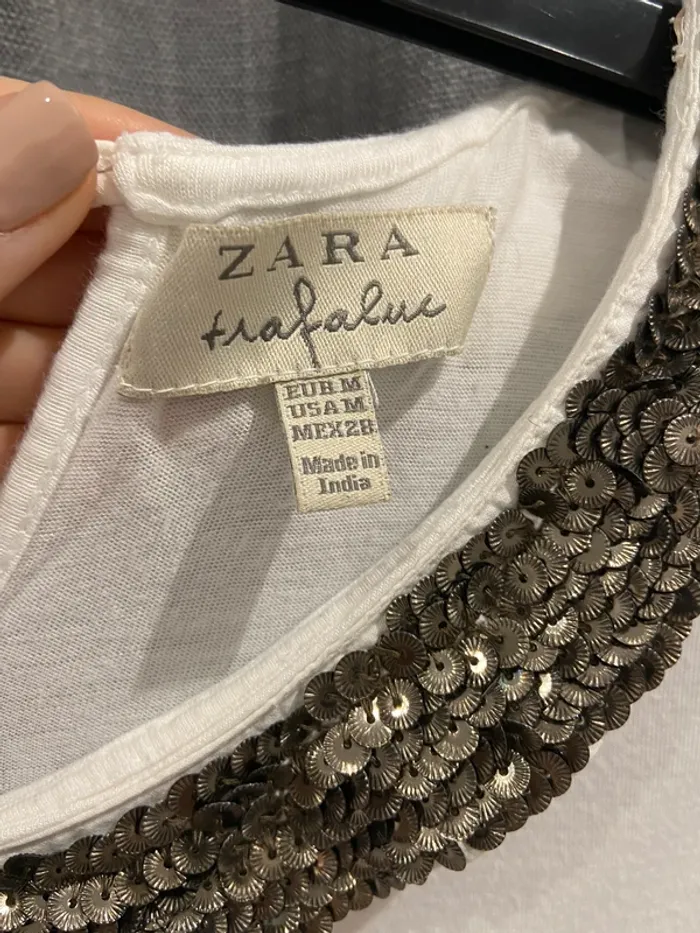 ZARA
trafaluc
EUR M
USA M
MEX 28
Made in
India